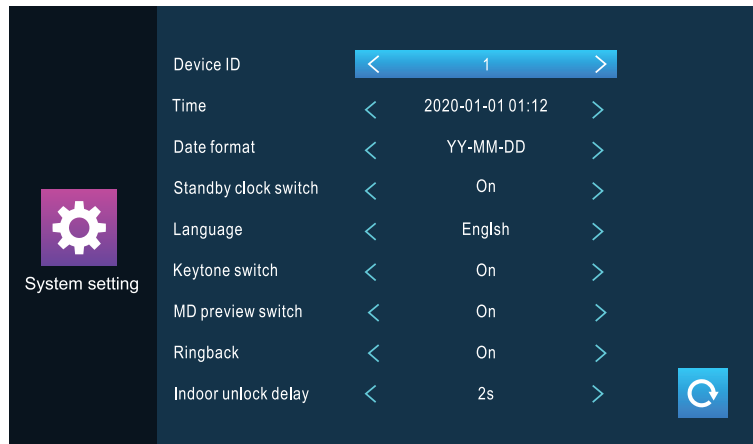 Device ID 1
Time 2020-01-01 01:12
Date format YY-MM-DD
Standby clock switch On
Language Englsh
Keytone switch On
System setting
MD preview switch On
Ringback On
Indoor unlock delay 2s